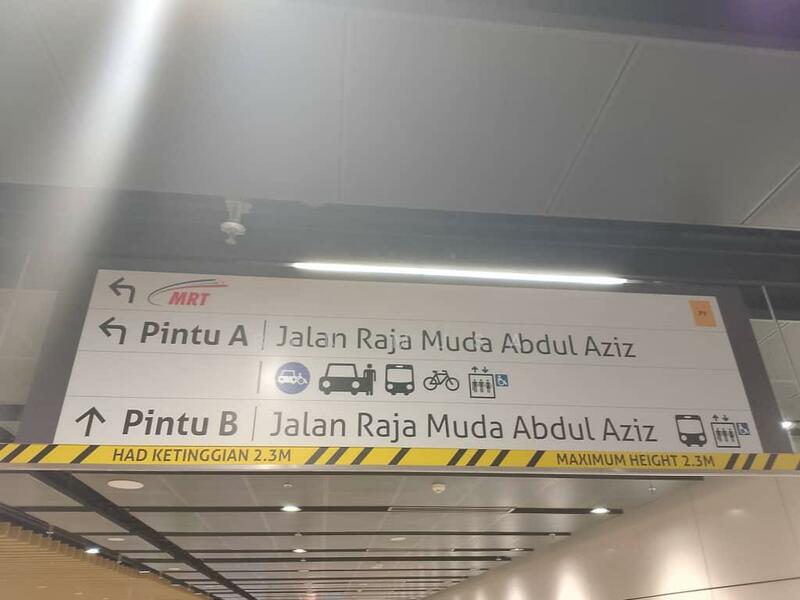 MRT
Pintu A | Jalan Raja Muda Abdul Aziz
Pintu B | Jalan Raja Muda Abdul Aziz
HAD KETINGGIAN 2.3M MAXIMUM HEIGHT 2.3M